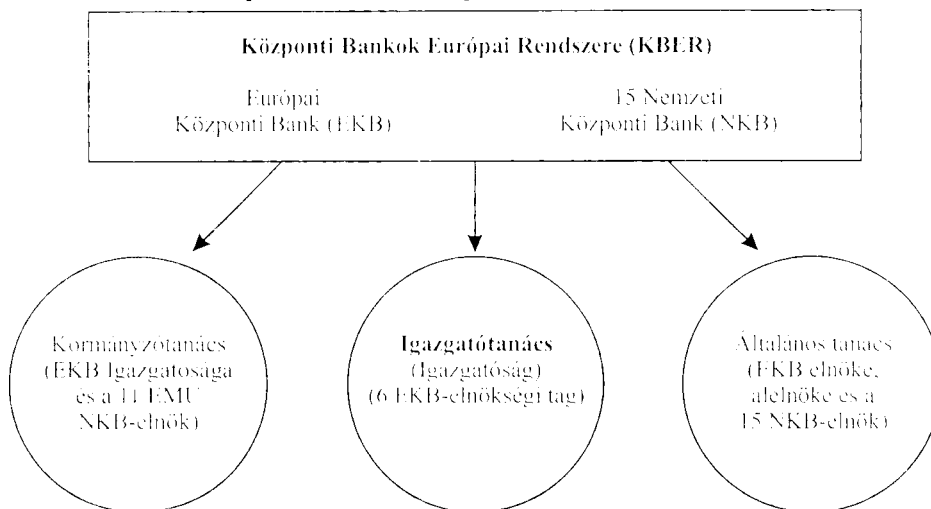 Központi Bankok Európai Rendszere (KBER)
Európai
Központi Bank (EKB)
15 Nemzeti
Központi Bank (NKB)
Kormányzótanács
(EKB Igazgatosága
és a 11 EMU
NKB-elnök)
Igazgatótanács
(Igazgatóság)
(6 EKB-elnökségi tag)
Általános tanács
(EKB elnöke,
alelnöke és a
15 NKB-elnök)